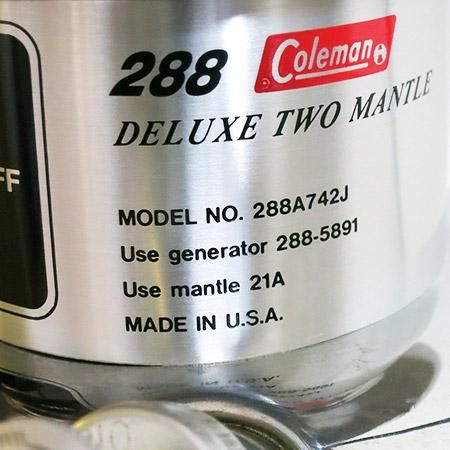 288 Coleman
DELUXE TWO MANTLE
FF
MODEL NO. 288A742J
Use generator 288-5891
Use mantle 21A
MADE IN U.S.A.